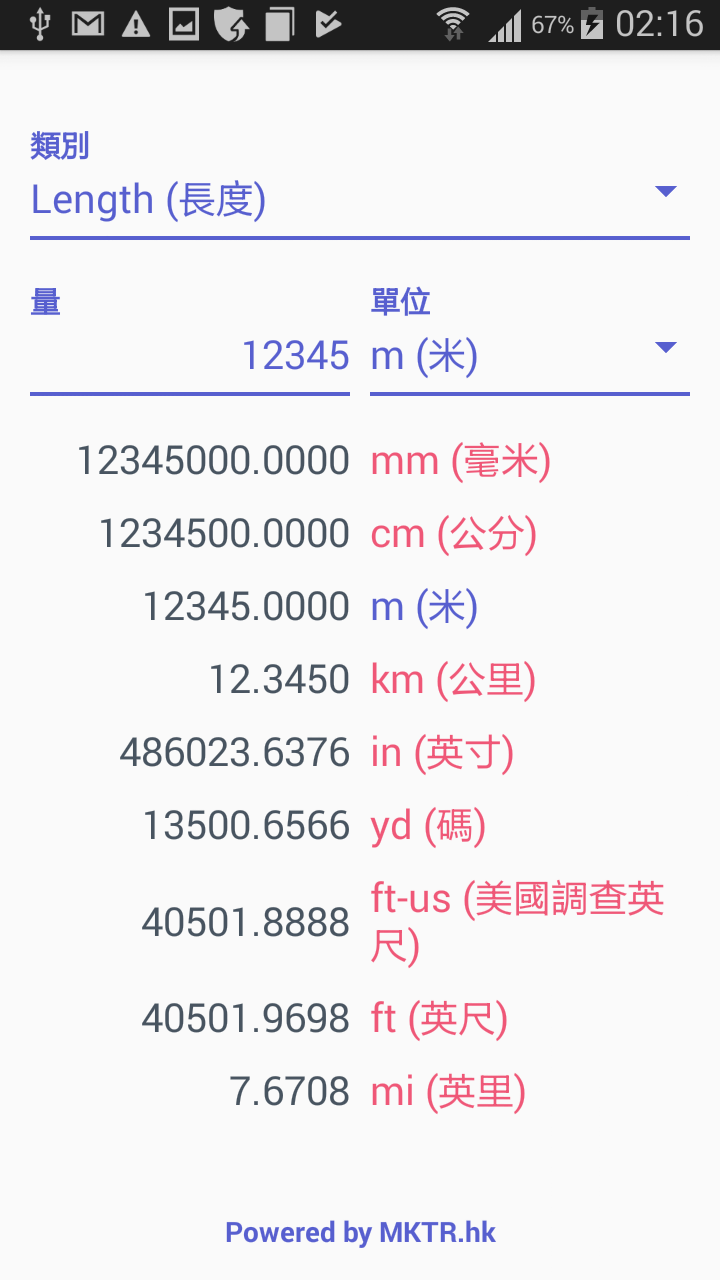 67% 02:16
類別
Length (長度)
量 單位
12345 m (米)
12345000.0000 mm (毫米)
1234500.0000 cm (公分)
12345.0000 m (米)
12.3450 km (公里)
486023.6376 in (英寸)
13500.6566 yd (碼)
40501.8888 ft-us (美國調查英
尺)
40501.9698 ft (英尺)
7.6708 mi (英里)
Powered by MKTR.hk